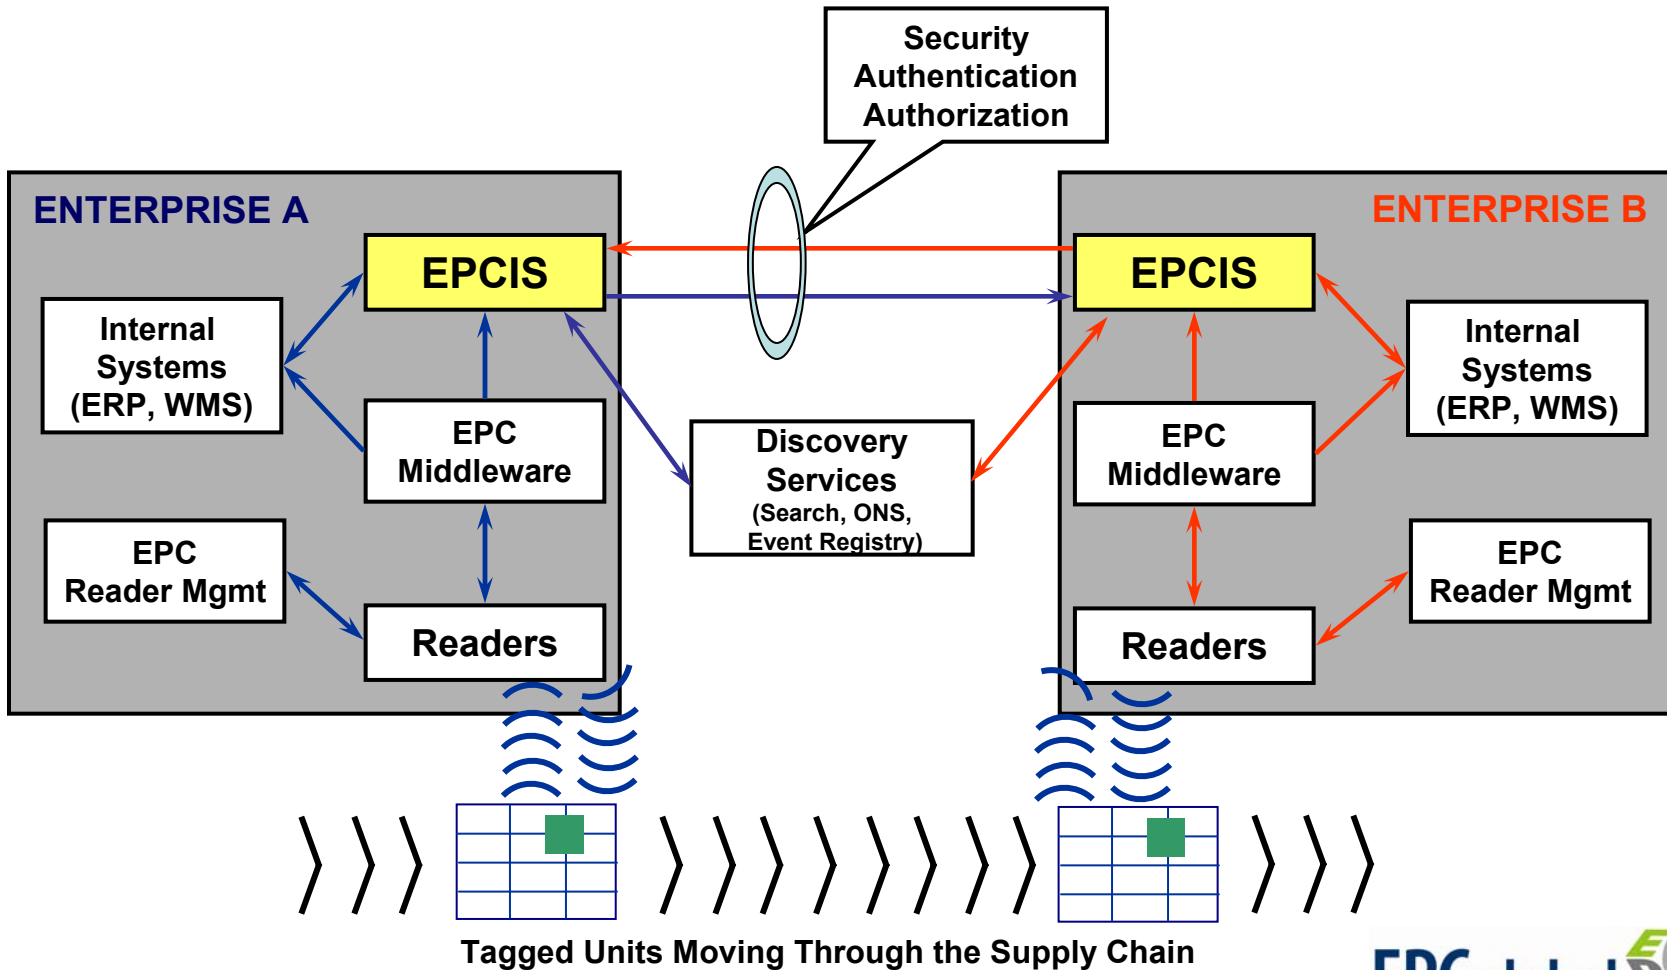 Security
Authentication
Authorization
ENTERPRISE A
EPCIS
Internal
Systems
(ERP, WMS)
EPC
Middleware
EPC
Reader Mgmt
Readers
Discovery
Services
(Search, ONS,
Event Registry)
ENTERPRISE B
EPCIS
Internal
Systems
(ERP, WMS)
EPC
Middleware
EPC
Reader Mgmt
Readers
Tagged Units Moving Through the Supply Chain